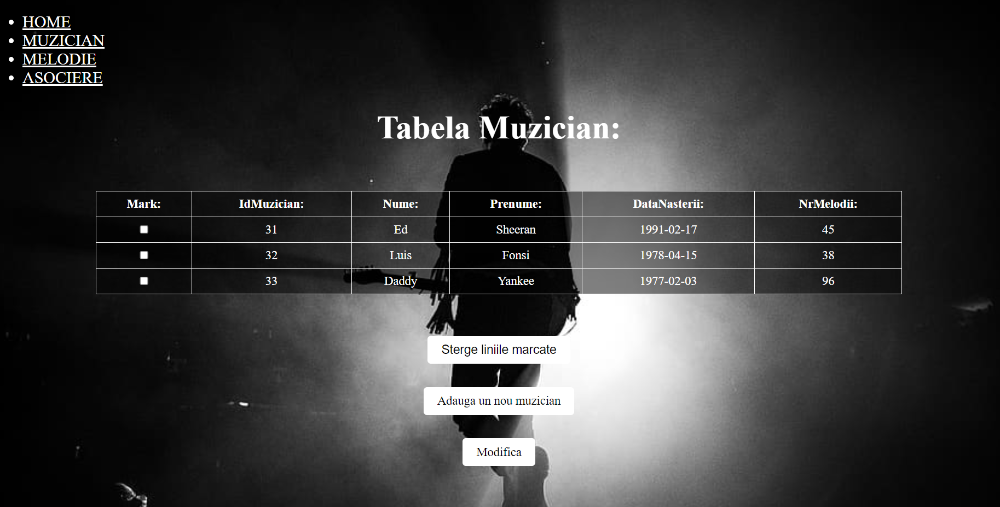 HOME
MUZICIAN
MELODIE
ASOCIERE
Tabela Muzician:
Mark: IdMuzician: Nume: Prenume: DataNasterii: NrMelodii:
31 Ed Sheeran 1991-02-17 45
32 Luis Fonsi 1978-04-15 38
33 Daddy Yankee 1977-02-03 96
Sterge liniile marcate
Adauga un nou muzician
Modifica